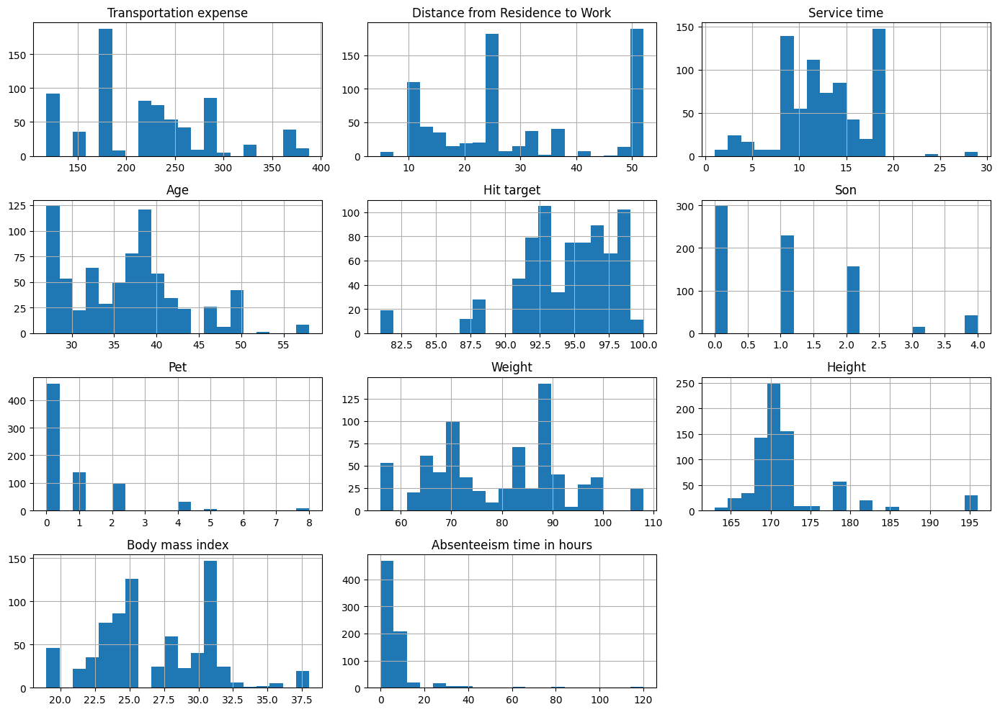 Transportation expense
150
100
50
0
150 200 250 300 350 400
Distance from Residence to Work
150
100
50
0
10 20 30 40 50
Service time
150
100
50
0
0 5 10 15 20 25 30
Age
125
100
75
50
25
0
30 35 40 45 50 55
Hit target
100
80
60
40
20
0
82.5 85.0 87.5 90.0 92.5 95.0 97.5 100.0
Son
300
200
100
0
0.0 0.5 1.0 1.5 2.0 2.5 3.0 3.5 4.0
Pet
400
300
200
100
0
0 1 2 3 4 5 6 7 8
Weight
125
100
75
50
25
0
60 70 80 90 100 110
Height
250
200
150
100
50
0
165 170 175 180 185 190 195
Body mass index
150
100
50
0
20.0 22.5 25.0 27.5 30.0 32.5 35.0 37.5
Absenteeism time in hours
400
300
200
100
0
0 20 40 60 80 100 120